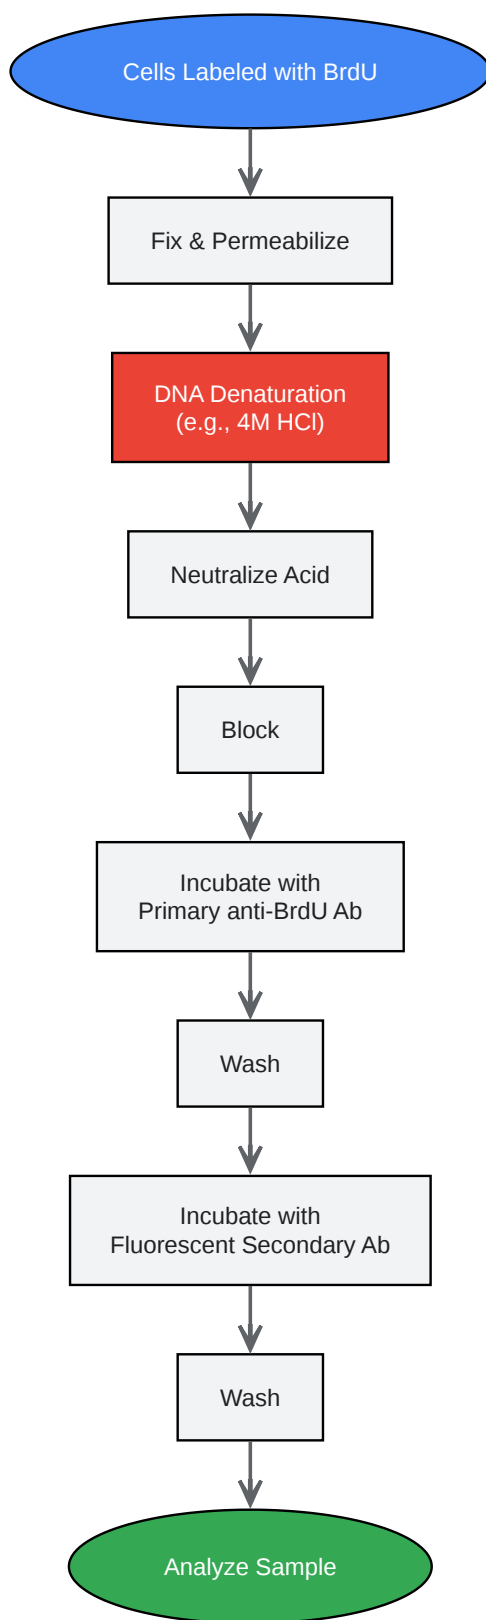 Cells Labeled with BrdU
Fix & Permeabilize
DNA Denaturation
(e.g., 4M HCl)
Neutralize Acid
Block
Incubate with
Primary anti-BrdU Ab
Wash
Incubate with
Fluorescent Secondary Ab
Wash
Analyze Sample